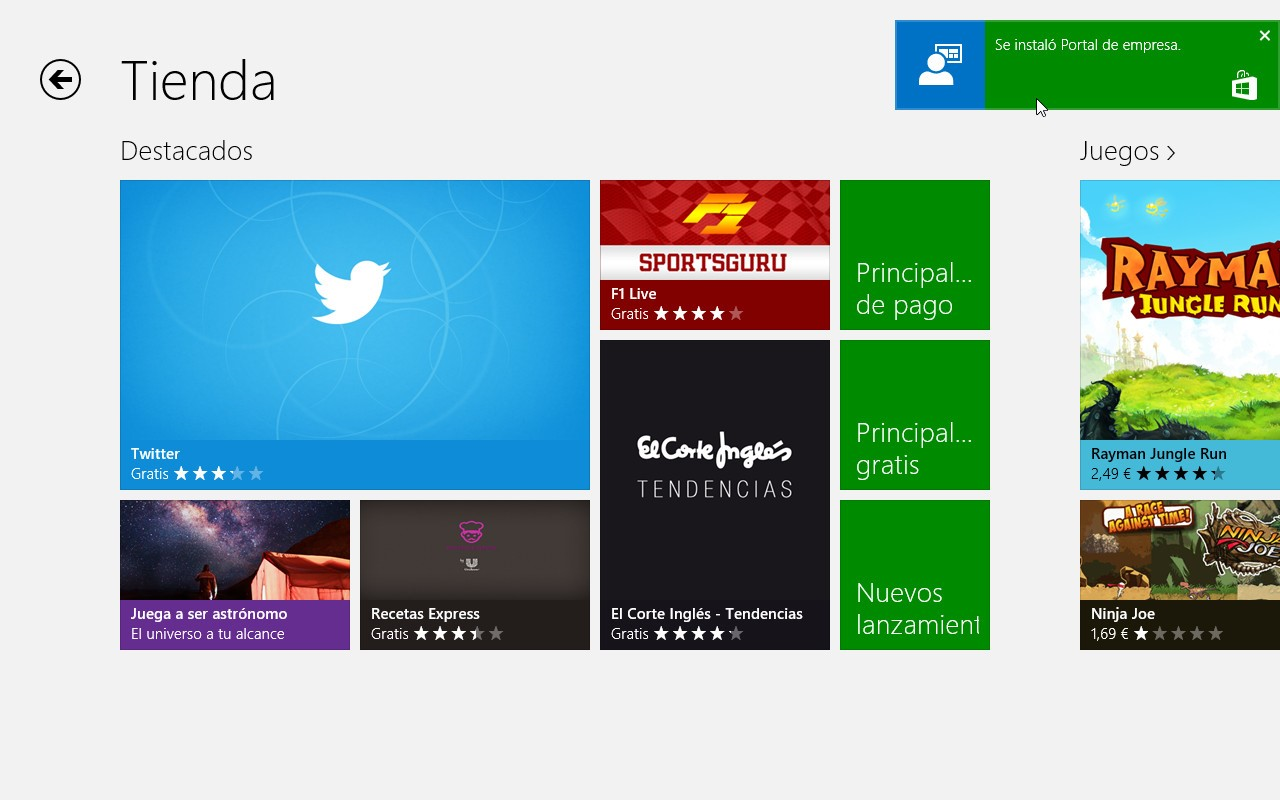 Tienda
Se instaló Portal de empresa.
Destacados
Juegos
Twitter
Gratis
SPORTSGURU
F1 Live
Gratis
Principal...
de pago
El Corte Inglés
TENDENCIAS
El Corte Inglés - Tendencias
Gratis
Principal...
gratis
Juega a ser astrónomo
El universo a tu alcance
Recetas Express
Gratis
Nuevos
lanzamient
RAYMA
JUNGLE RUN
Rayman Jungle Run
2,49 €
A RACE
AGAINST TIME!
NINJA
JOE
Ninja Joe
1,69 €